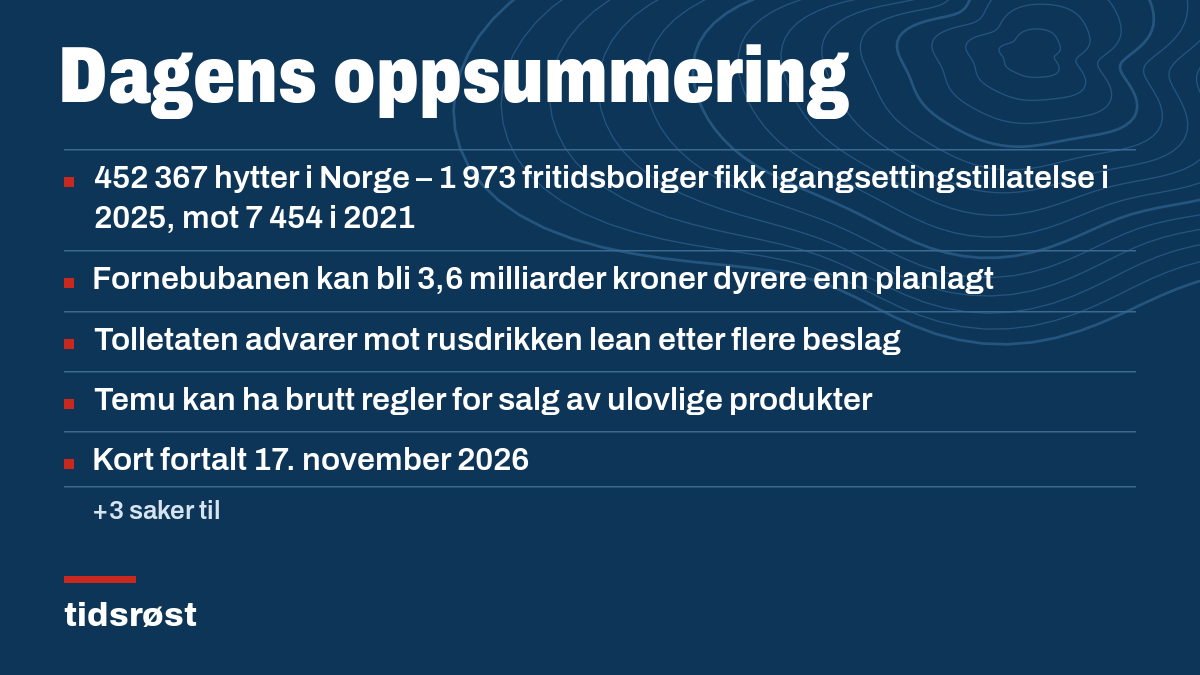 Dagens oppsummering
452 367 hytter i Norge – 1 973 fritidsboliger fikk igangsettingstillatelse i
2025, mot 7 454 i 2021
Fornebubanen kan bli 3,6 milliarder kroner dyrere enn planlagt
Tolletaten advarer mot rusdrikken lean etter flere beslag
Temu kan ha brutt regler for salg av ulovlige produkter
Kort fortalt 17. november 2026
+3 saker til
tidsrøst